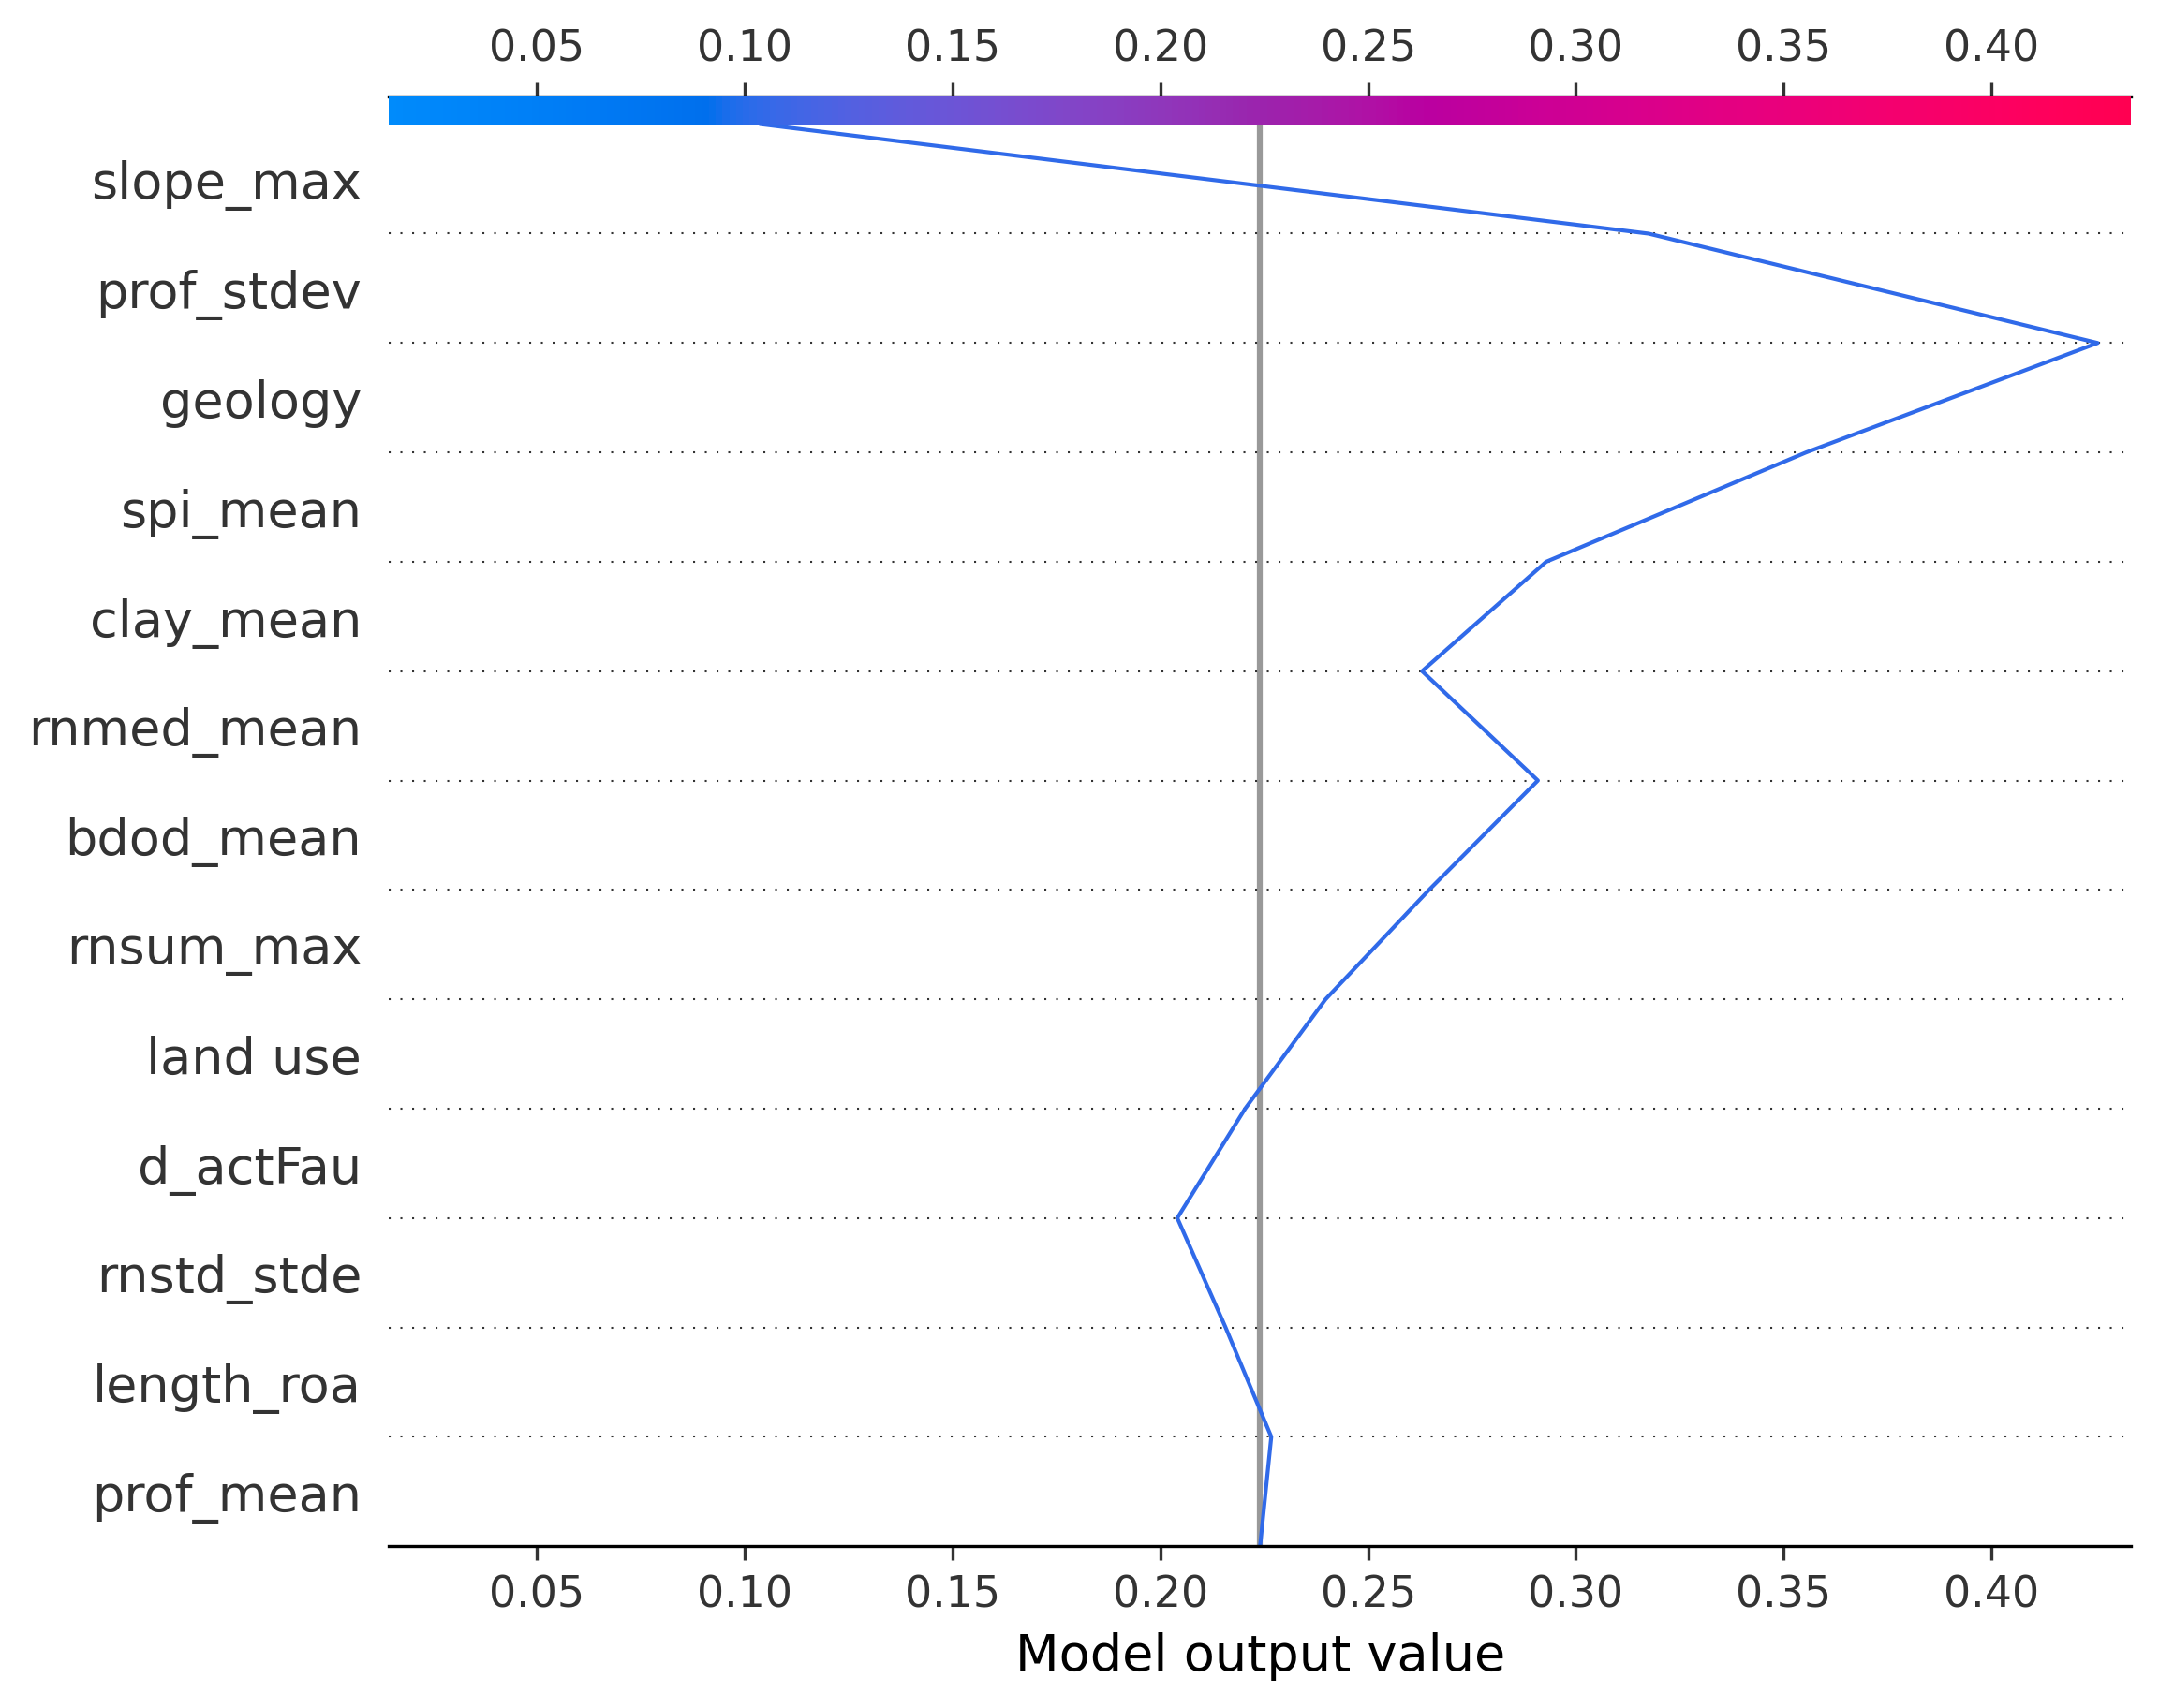 0.05 0.10 0.15 0.20 0.25 0.30 0.35 0.40
slope_max
prof_stdev
geology
spi_mean
clay_mean
rnmed_mean
bdod_mean
rnsum_max
land use
d_actFau
rnstd_stde
length_roa
prof_mean
0.05 0.10 0.15 0.20 0.25 0.30 0.35 0.40
Model output value